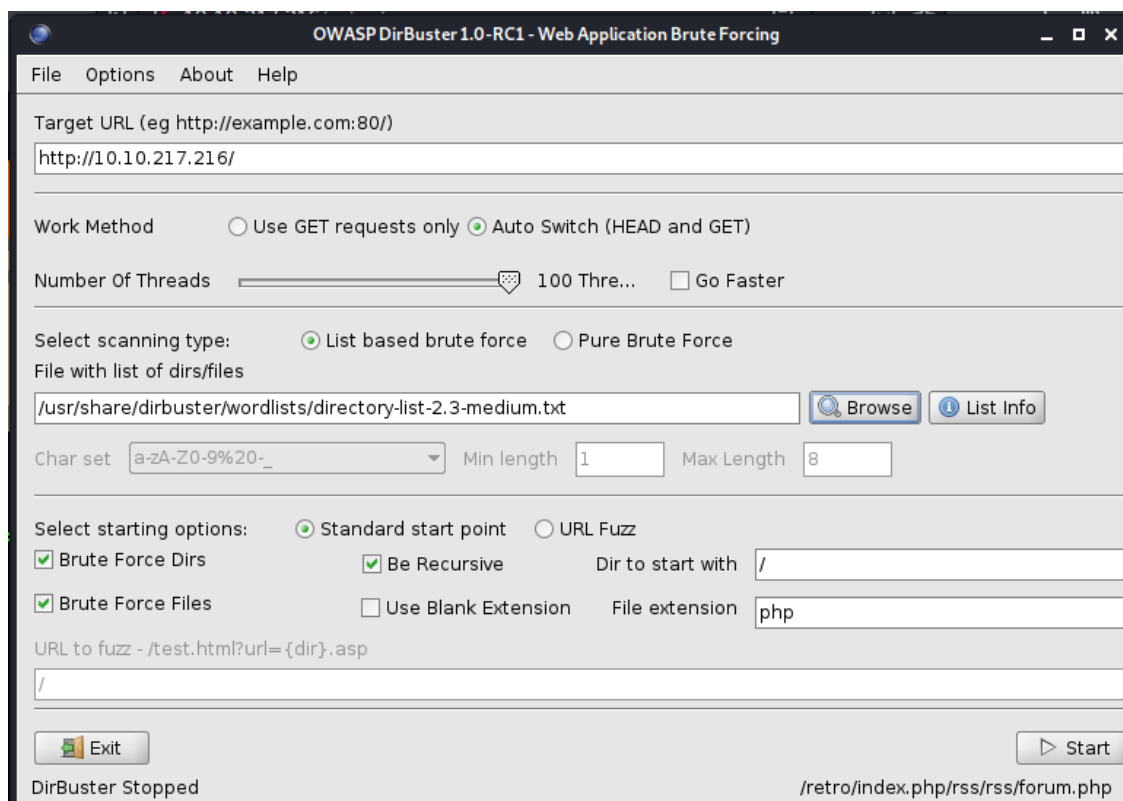 OWASP DirBuster 1.0-RC1 - Web Application Brute Forcing
File Options About Help
Target URL (eg http://example.com:80/)
http://10.10.217.216/
Work Method Use GET requests only Auto Switch (HEAD and GET)
Number Of Threads 100 Thre... Go Faster
Select scanning type: List based brute force Pure Brute Force
File with list of dirs/files
/usr/share/dirbuster/wordlists/directory-list-2.3-medium.txt Browse List Info
Char set a-zA-Z0-9%20-_ Min length 1 Max Length 8
Select starting options: Standard start point URL Fuzz
Brute Force Dirs Be Recursive Dir to start with /
Brute Force Files Use Blank Extension File extension php
URL to fuzz - /test.html?url={dir}.asp
/
Exit Start
DirBuster Stopped /retro/index.php/rss/rss/forum.php